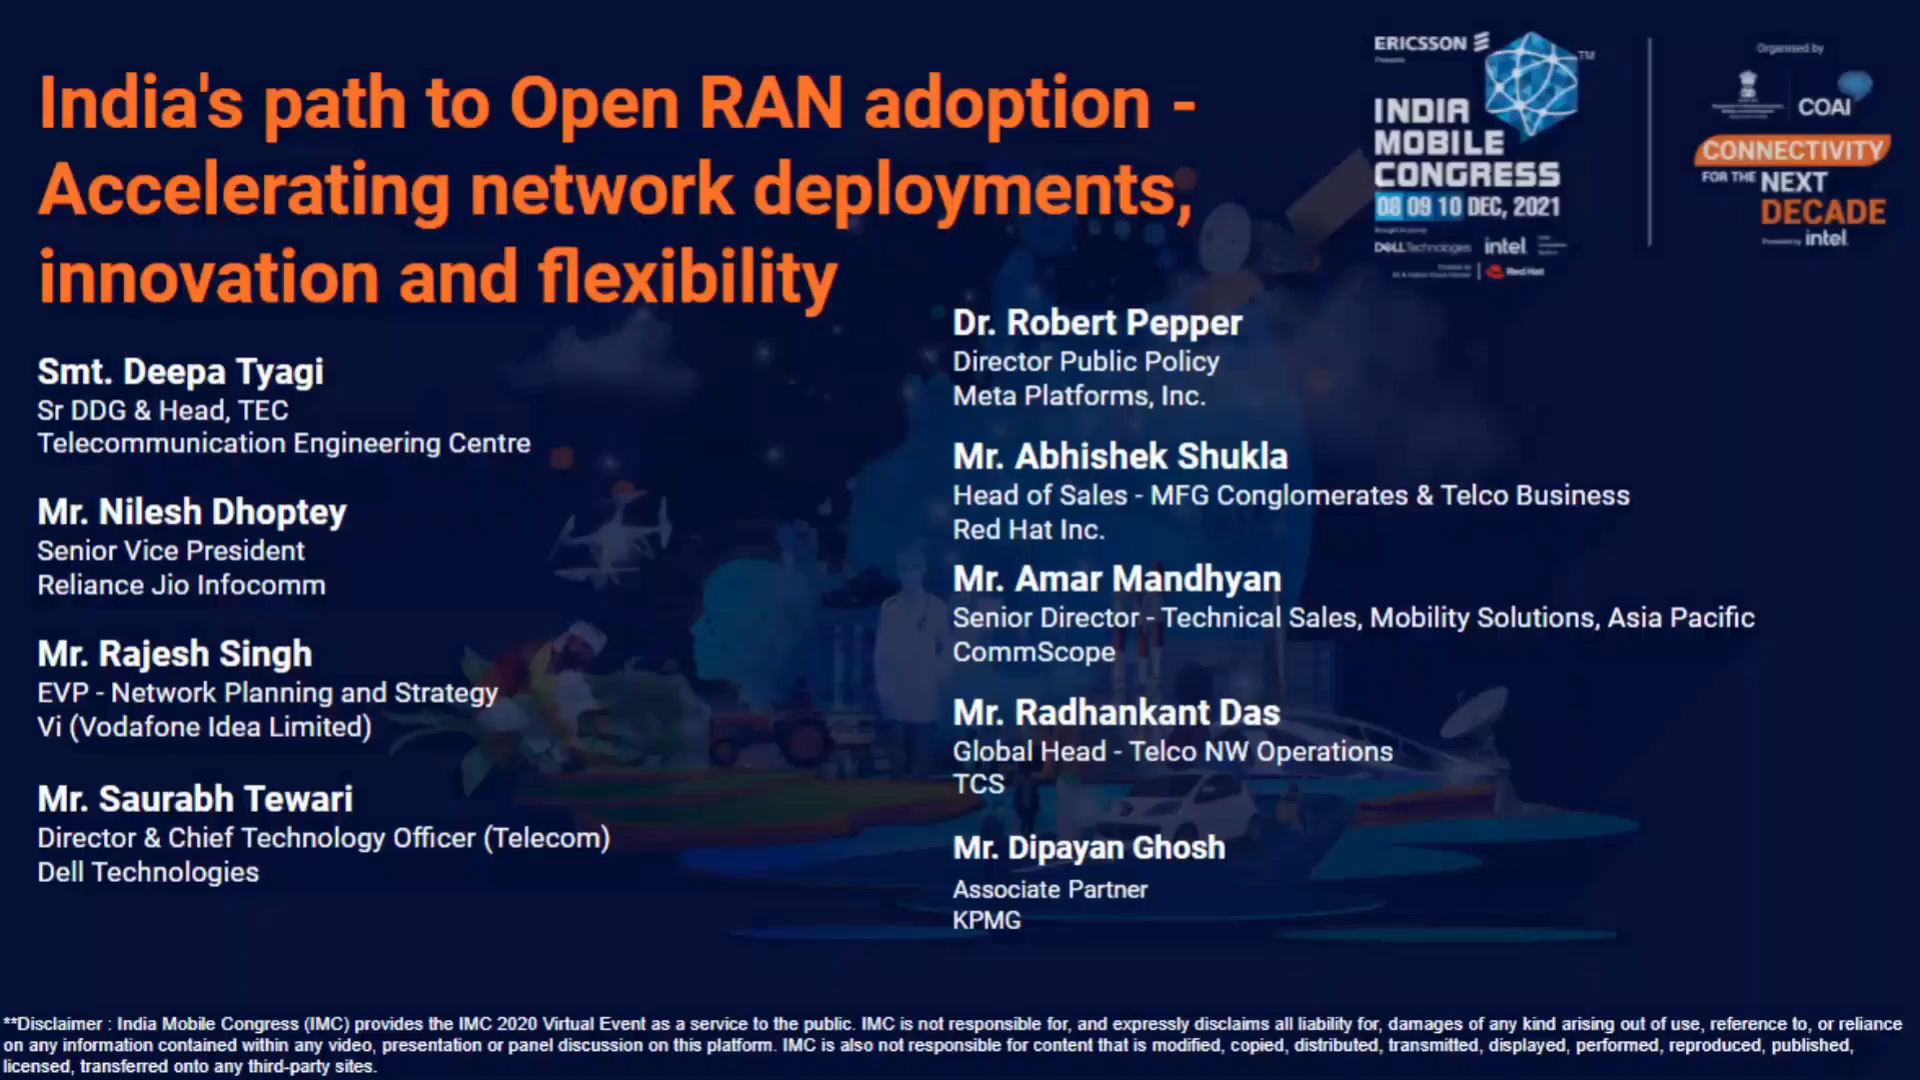 India's path to Open RAN adoption -
Accelerating network deployments,
innovation and flexibility
Smt. Deepa Tyagi
Sr DDG & Head, TEC
Telecommunication Engineering Centre
Mr. Nilesh Dhoptey
Senior Vice President
Reliance Jio Infocomm
Mr. Rajesh Singh
EVP - Network Planning and Strategy
Vi (Vodafone Idea Limited)
Mr. Saurabh Tewari
Director & Chief Technology Officer (Telecom)
Dell Technologies
Dr. Robert Pepper
Director Public Policy
Meta Platforms, Inc.
Mr. Abhishek Shukla
Head of Sales - MFG Conglomerates & Telco Business
Red Hat Inc.
Mr. Amar Mandhyan
Senior Director - Technical Sales, Mobility Solutions, Asia Pacific
CommScope
Mr. Radhankant Das
Global Head - Telco NW Operations
TCS
Mr. Dipayan Ghosh
Associate Partner
KPMG
ERICSSON
Presents
TM
INDIA
MOBILE
CONGRESS
08 09 10 DEC, 2021
DELL Technologies intel
Red Hat
Organised by
COAI
CONNECTIVITY
FOR THE NEXT
DECADE
Powered by intel
**Disclaimer : India Mobile Congress (IMC) provides the IMC 2020 Virtual Event as a service to the public. IMC is not responsible for, and expressly disclaims all liability for, damages of any kind arising out of use, reference to, or reliance
on any information contained within any video, presentation or panel discussion on this platform. IMC is also not responsible for content that is modified, copied, distributed, transmitted, displayed, performed, reproduced, published,
licensed, transferred onto any third-party sites.